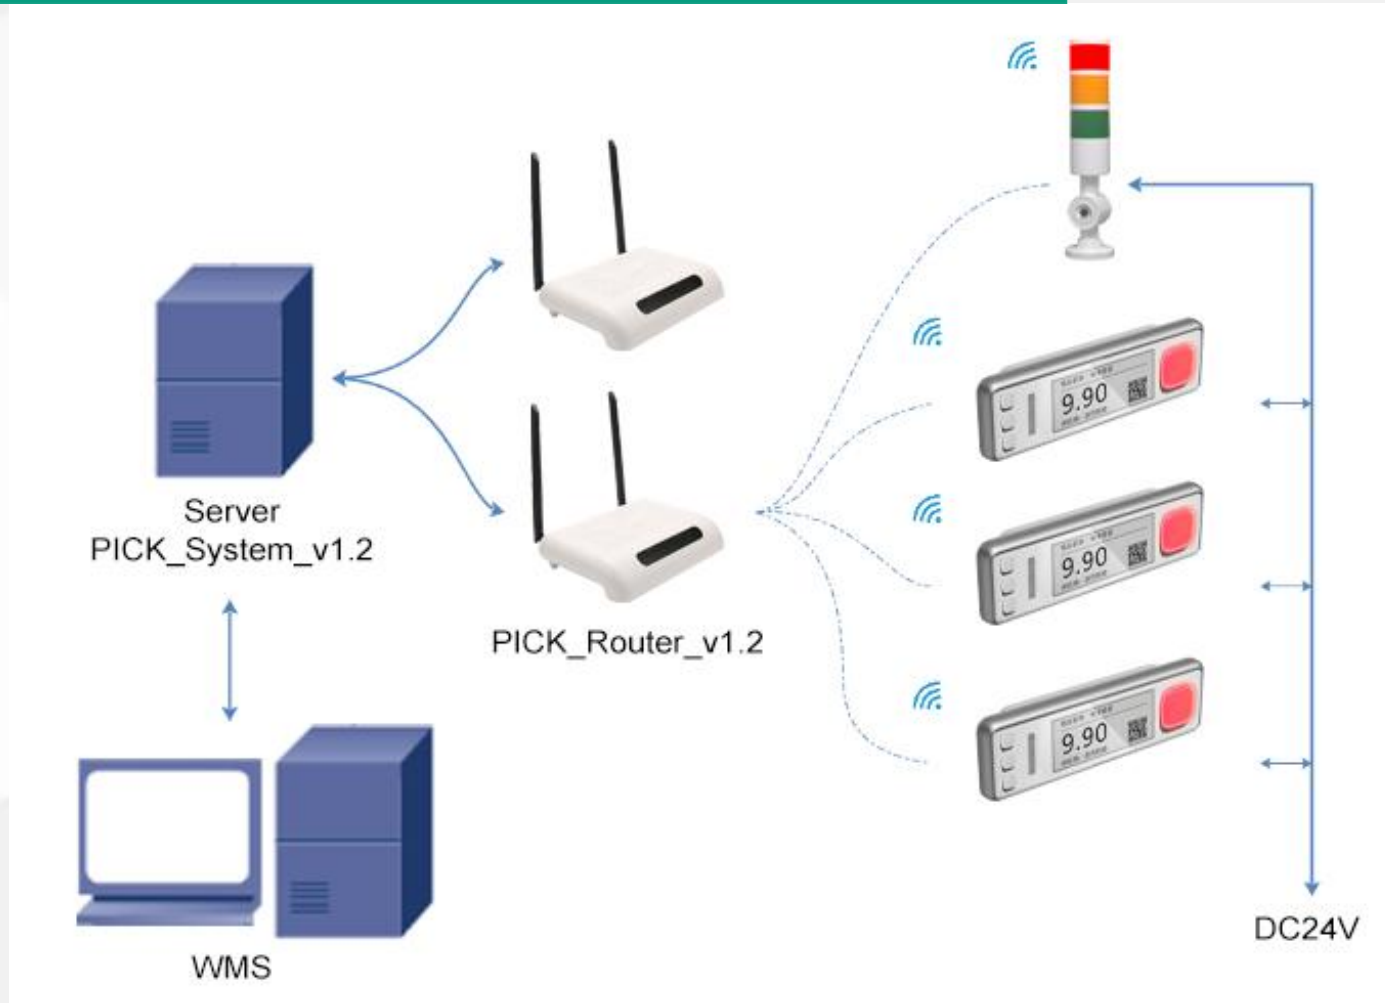 Server
PICK_System_v1.2
PICK_Router_v1.2
9.90
9.90
9.90
WMS
DC24V